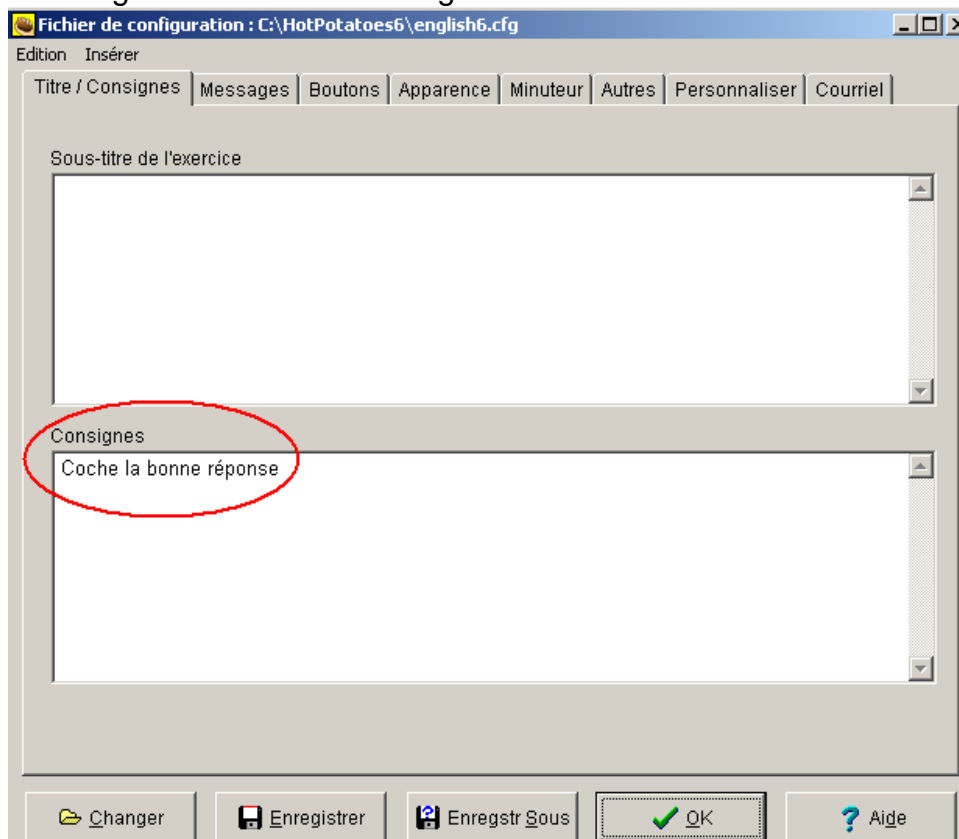 Fichier de configuration : C:\HotPotatoes6\english6.cfg
Edition Insérer
Titre / Consignes Messages Boutons Apparence Minuteur Autres Personnaliser Courriel
Sous-titre de l'exercice
Consignes
Coche la bonne réponse
Changer Enregistrer Enregstr Sous OK Aide